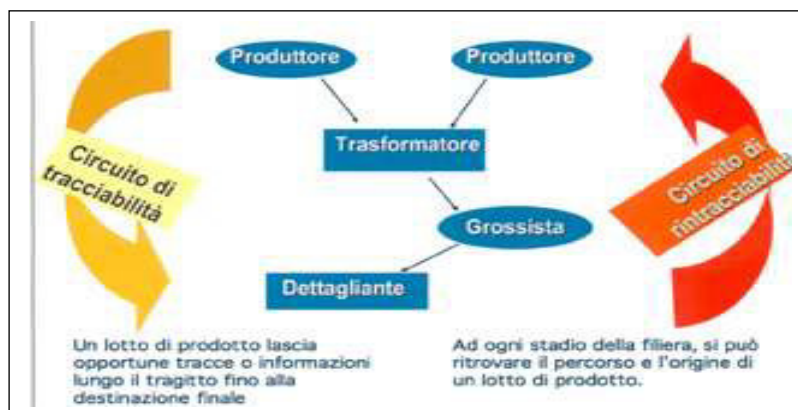 Produttore
Produttore
Trasformatore
Circuito di
tracciabilità
Circuito di
rintracciabilità
Grossista
Dettagliante
Un lotto di prodotto lascia
opportune tracce o informazioni
lungo il tragitto fino alla
destinazione finale
Ad ogni stadio della filiera, si può
ritrovare il percorso e l'origine di
un lotto di prodotto.